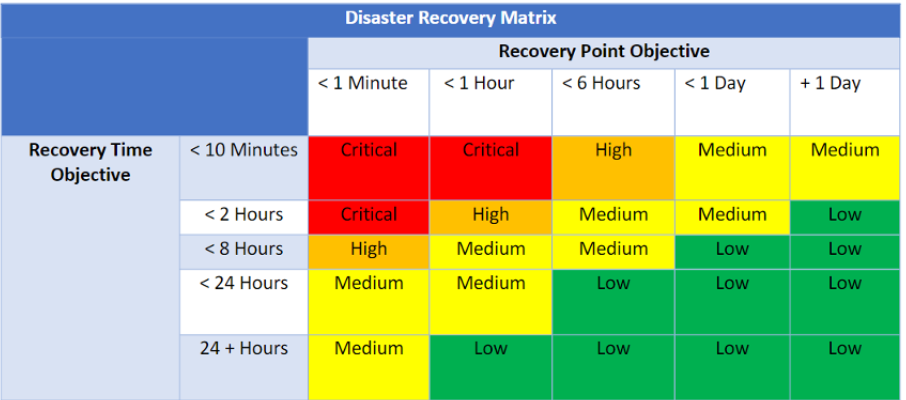 Disaster Recovery Matrix
Recovery Point Objective
< 1 Minute < 1 Hour < 6 Hours < 1 Day + 1 Day
Recovery Time
Objective
< 10 Minutes Critical Critical High Medium Medium
< 2 Hours Critical High Medium Medium Low
< 8 Hours High Medium Medium Low Low
< 24 Hours Medium Medium Low Low Low
24 + Hours Medium Low Low Low Low